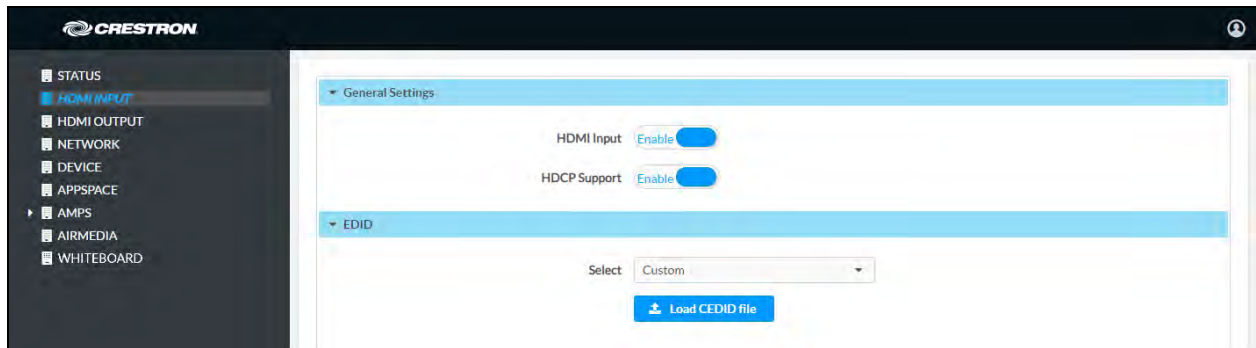 CRESTRON
STATUS
HDMI INPUT
HDMI OUTPUT
NETWORK
DEVICE
APPSPACE
AMPS
AIRMEDIA
WHITEBOARD
General Settings
HDMI Input Enable
HDCP Support Enable
EDID
Select Custom
Load CEDID file